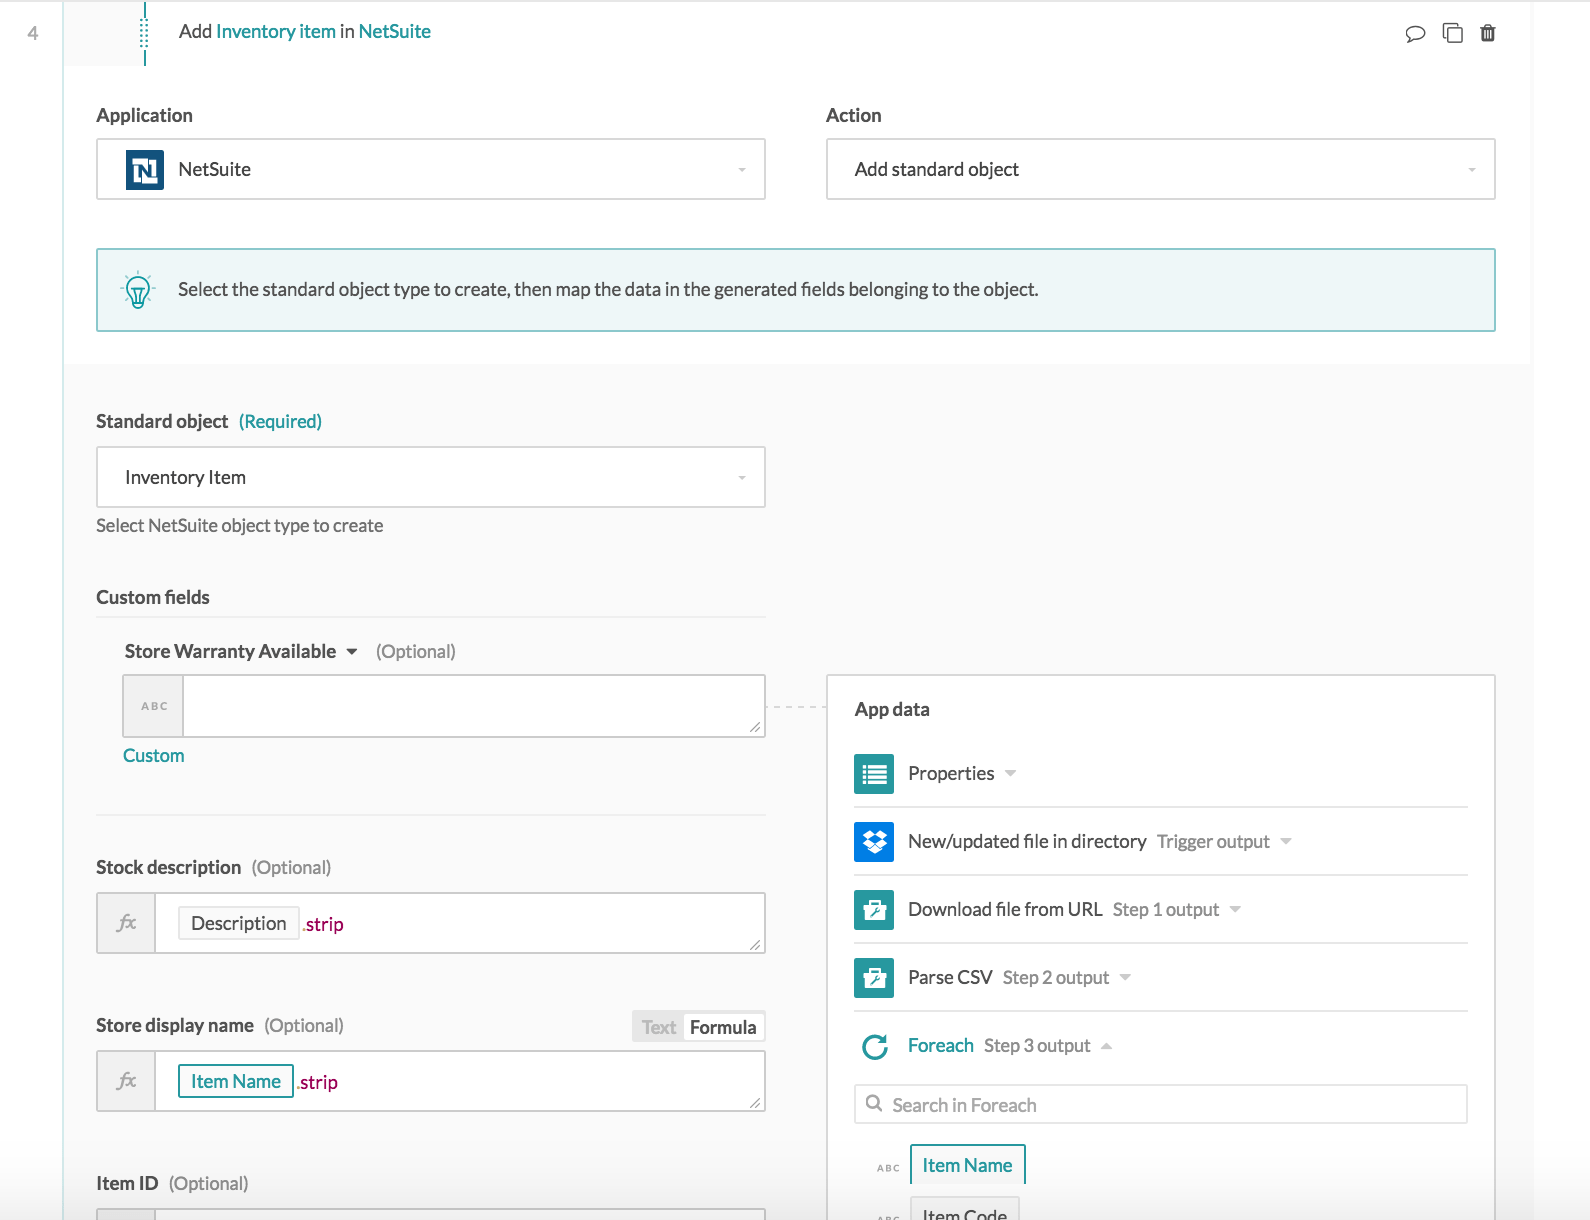 4
Add Inventory item in NetSuite
Application
Action
NetSuite
Add standard object
Select the standard object type to create, then map the data in the generated fields belonging to the object.
Standard object (Required)
Inventory Item
Select NetSuite object type to create
Custom fields
Store Warranty Available (Optional)
ABC
Custom
Stock description (Optional)
fx Description .strip
Store display name (Optional) Text Formula
fx Item Name .strip
Item ID (Optional)
App data
Properties
New/updated file in directory Trigger output
Download file from URL Step 1 output
Parse CSV Step 2 output
Foreach Step 3 output
Search in Foreach
ABC Item Name
ABC Item Code